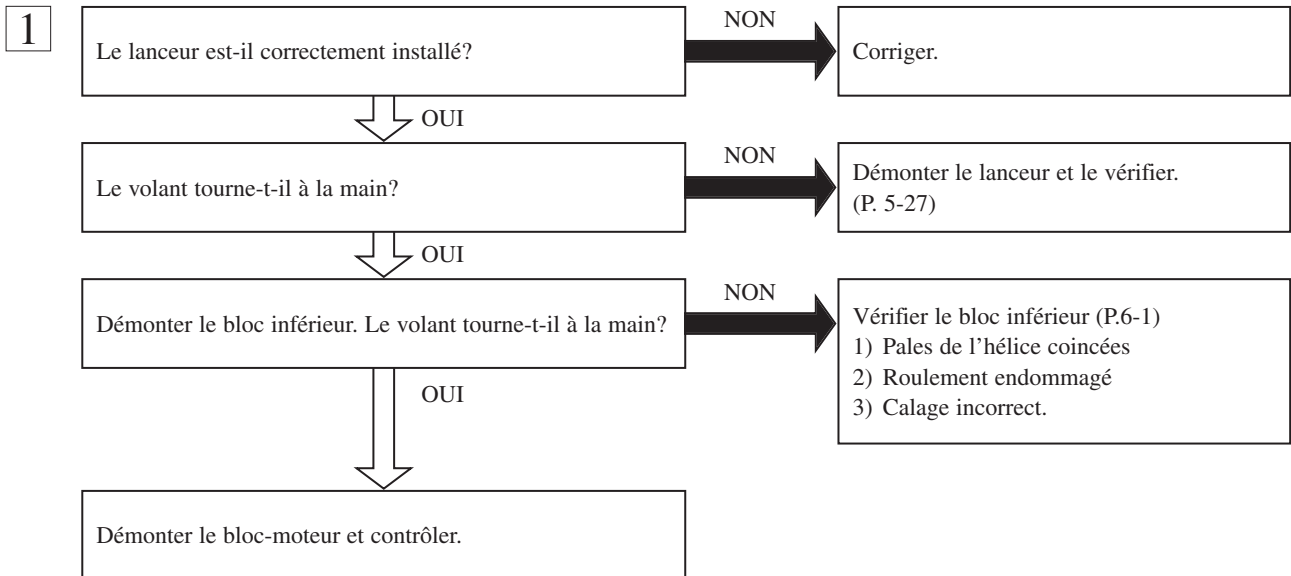 1
Le lanceur est-il correctement installé?
NON
Corriger.
OUI
Le volant tourne-t-il à la main?
NON
Démonter le lanceur et le vérifier.
(P. 5-27)
OUI
Démonter le bloc inférieur. Le volant tourne-t-il à la main?
NON
Vérifier le bloc inférieur (P.6-1)
1) Pales de l’hélice coincées
2) Roulement endommagé
3) Calage incorrect.
OUI
Démonter le bloc-moteur et contrôler.